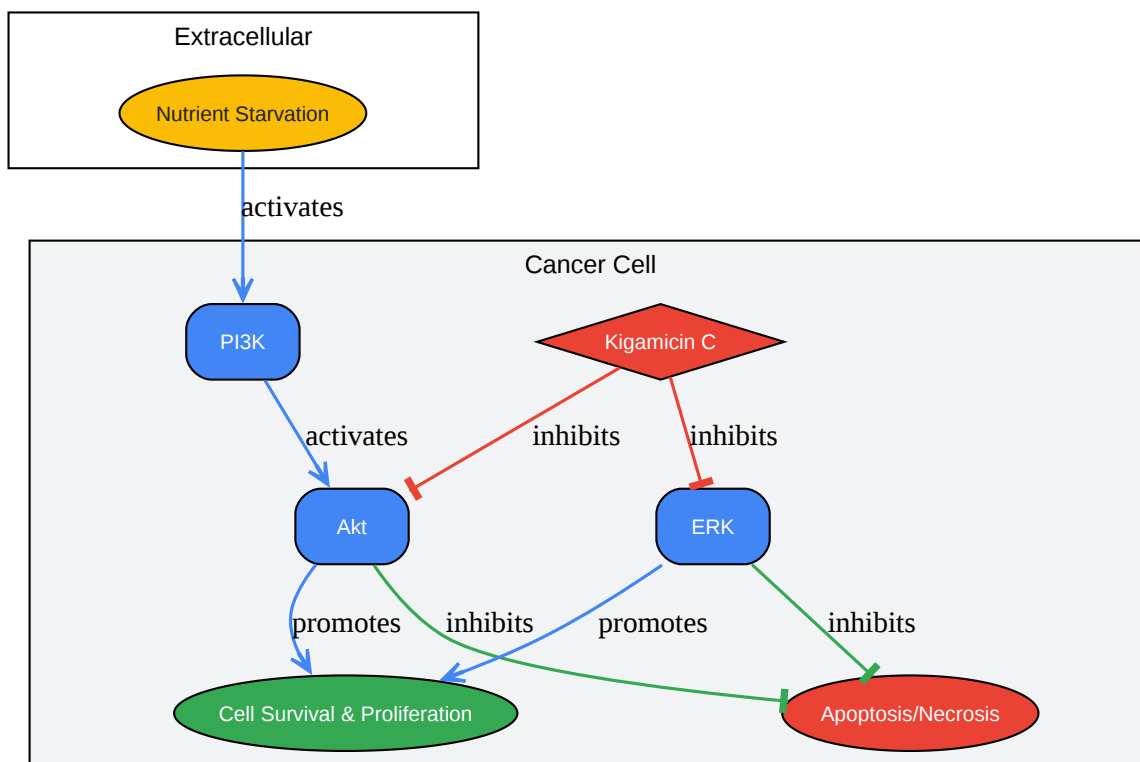 Extracellular
Nutrient Starvation
activates
Cancer Cell
PI3K
Kigamicin C
activates
inhibits
inhibits
Akt
ERK
promotes
inhibits
promotes
inhibits
Cell Survival & Proliferation
Apoptosis/Necrosis